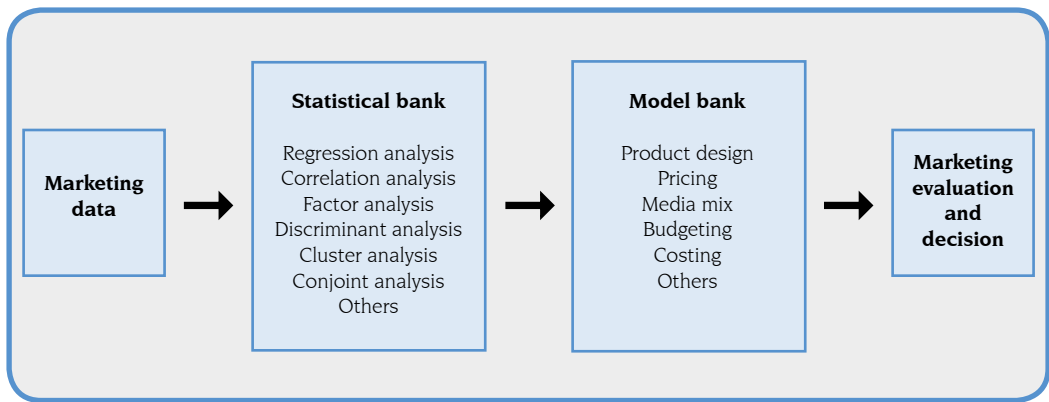 Marketing
data
Statistical bank
Regression analysis
Correlation analysis
Factor analysis
Discriminant analysis
Cluster analysis
Conjoint analysis
Others
Model bank
Product design
Pricing
Media mix
Budgeting
Costing
Others
Marketing
evaluation
and
decision